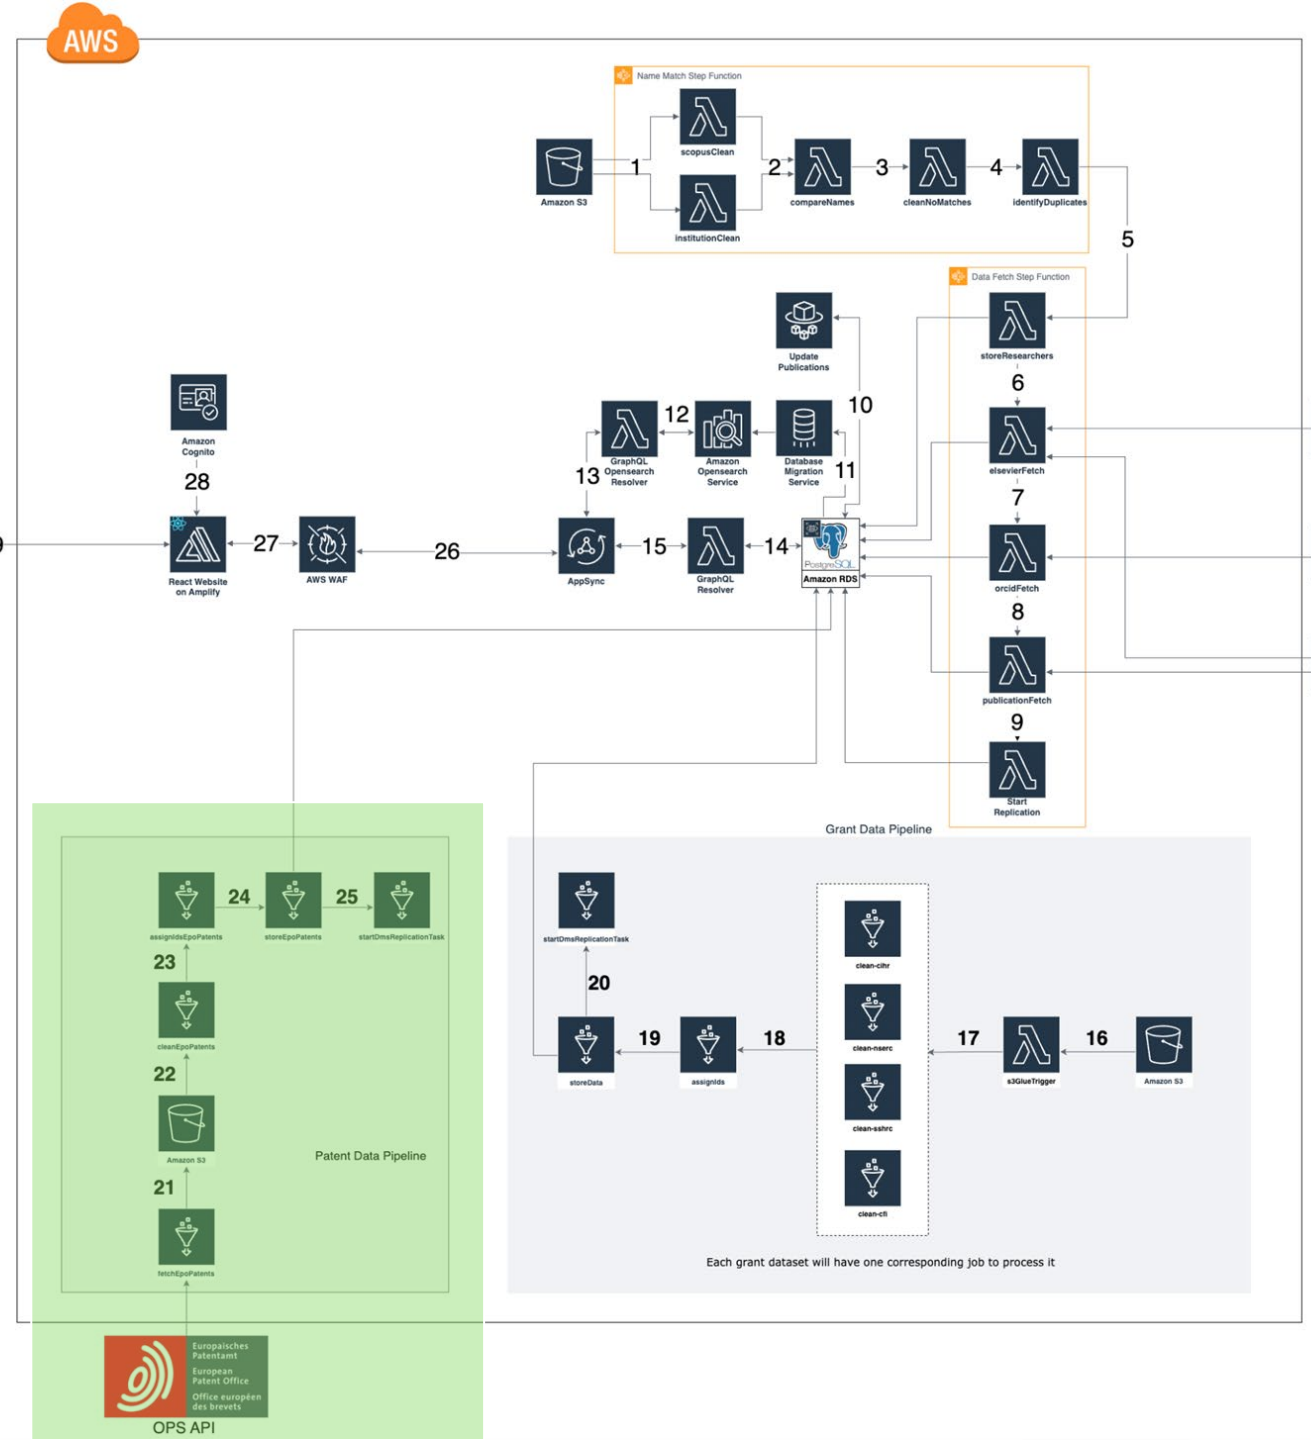 AWS
Name Match Step Function
scopusClean
1
2
3
4
Amazon S3
compareNames
cleanNoMatches
identifyDuplicates
institutionClean
5
Data Fetch Step Function
storeResearchers
Update
Publications
6
10
Amazon
Cognito
12
GraphQL
Opensearch
Resolver
Amazon
Opensearch
Service
Database
Migration
Service
11
13
elsevierFetch
28
7
27
26
15
14
PostgreSQL
Amazon RDS
React Website
on Amplify
AWS WAF
AppSync
GraphQL
Resolver
orcidFetch
8
publicationFetch
9
Start
Replication
Grant Data Pipeline
24
25
assignIdsEpoPatents
storeEpoPatents
startDmsReplicationTask
23
cleanEpoPatents
22
Amazon S3
Patent Data Pipeline
21
fetchEpoPatents
startDmsReplicationTask
20
clean-cihr
clean-nserc
19
18
17
16
storeData
assignIds
s3GlueTrigger
Amazon S3
clean-sshrc
clean-cfi
Each grant dataset will have one corresponding job to process it
Europäisches
Patentamt
European
Patent Office
Office européen
des brevets
OPS API